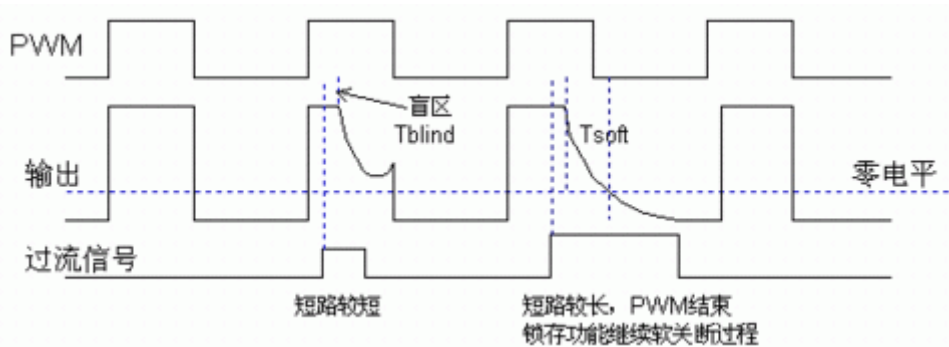 PWM
盲区
Tblind
Tsoft
输出
零电平
过流信号
短路较短
短路较长，PWM结束
锁存功能继续软关断过程